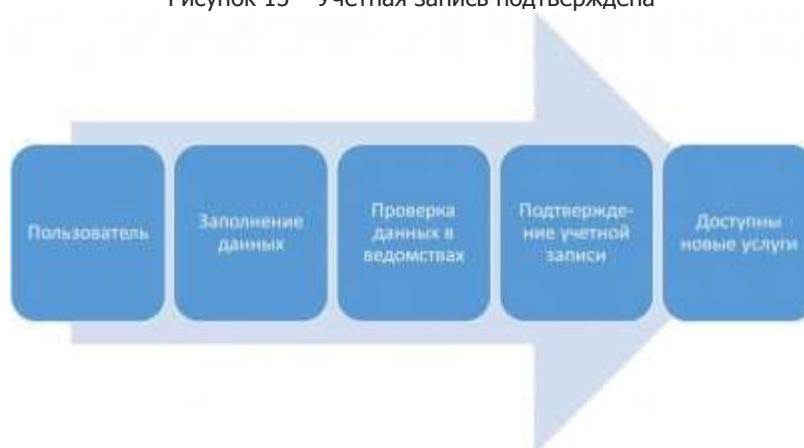 Рисунок 15 – Учетная запись подтверждена
Пользователь
Заполнение
данных
Проверка
данных в
ведомствах
Подтвержде-
ние учетной
записи
Доступны
новые услуги